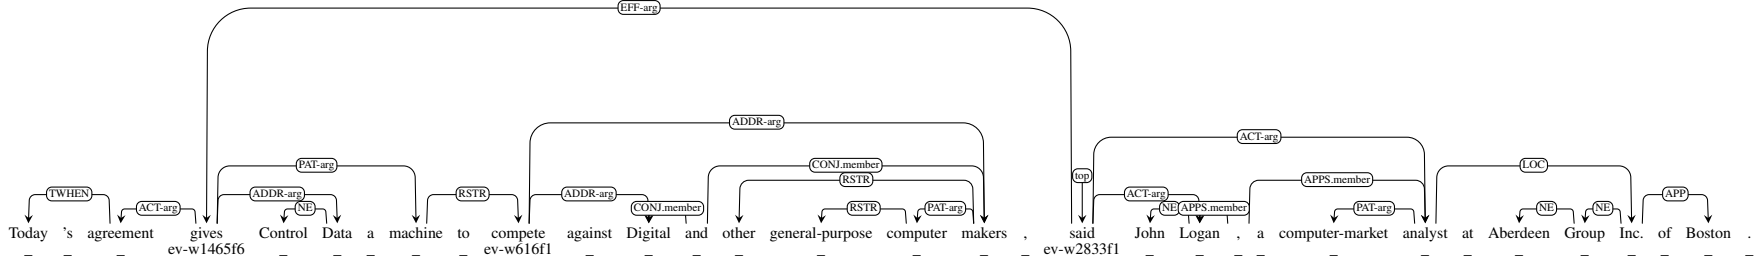 EFF-arg
ADDR-arg
ACT-arg
PAT-arg CONJ.member LOC
top
RSTR APPS.member
TWHEN ADDR-arg RSTR ADDR-arg ACT-arg APP
ACT-arg NE CONJ.member RSTR PAT-arg NE APPS.member PAT-arg NE NE
Today 's agreement gives Control Data a machine to compete against Digital and other general-purpose computer makers , said John Logan , a computer-market analyst at Aberdeen Group Inc. of Boston .
_ _ _ ev-w1465f6 _ _ _ _ _ ev-w616f1 _ _ _ _ _ _ _ _ ev-w2833f1 _ _ _ _ _ _ _ _ _ _ _ _ _